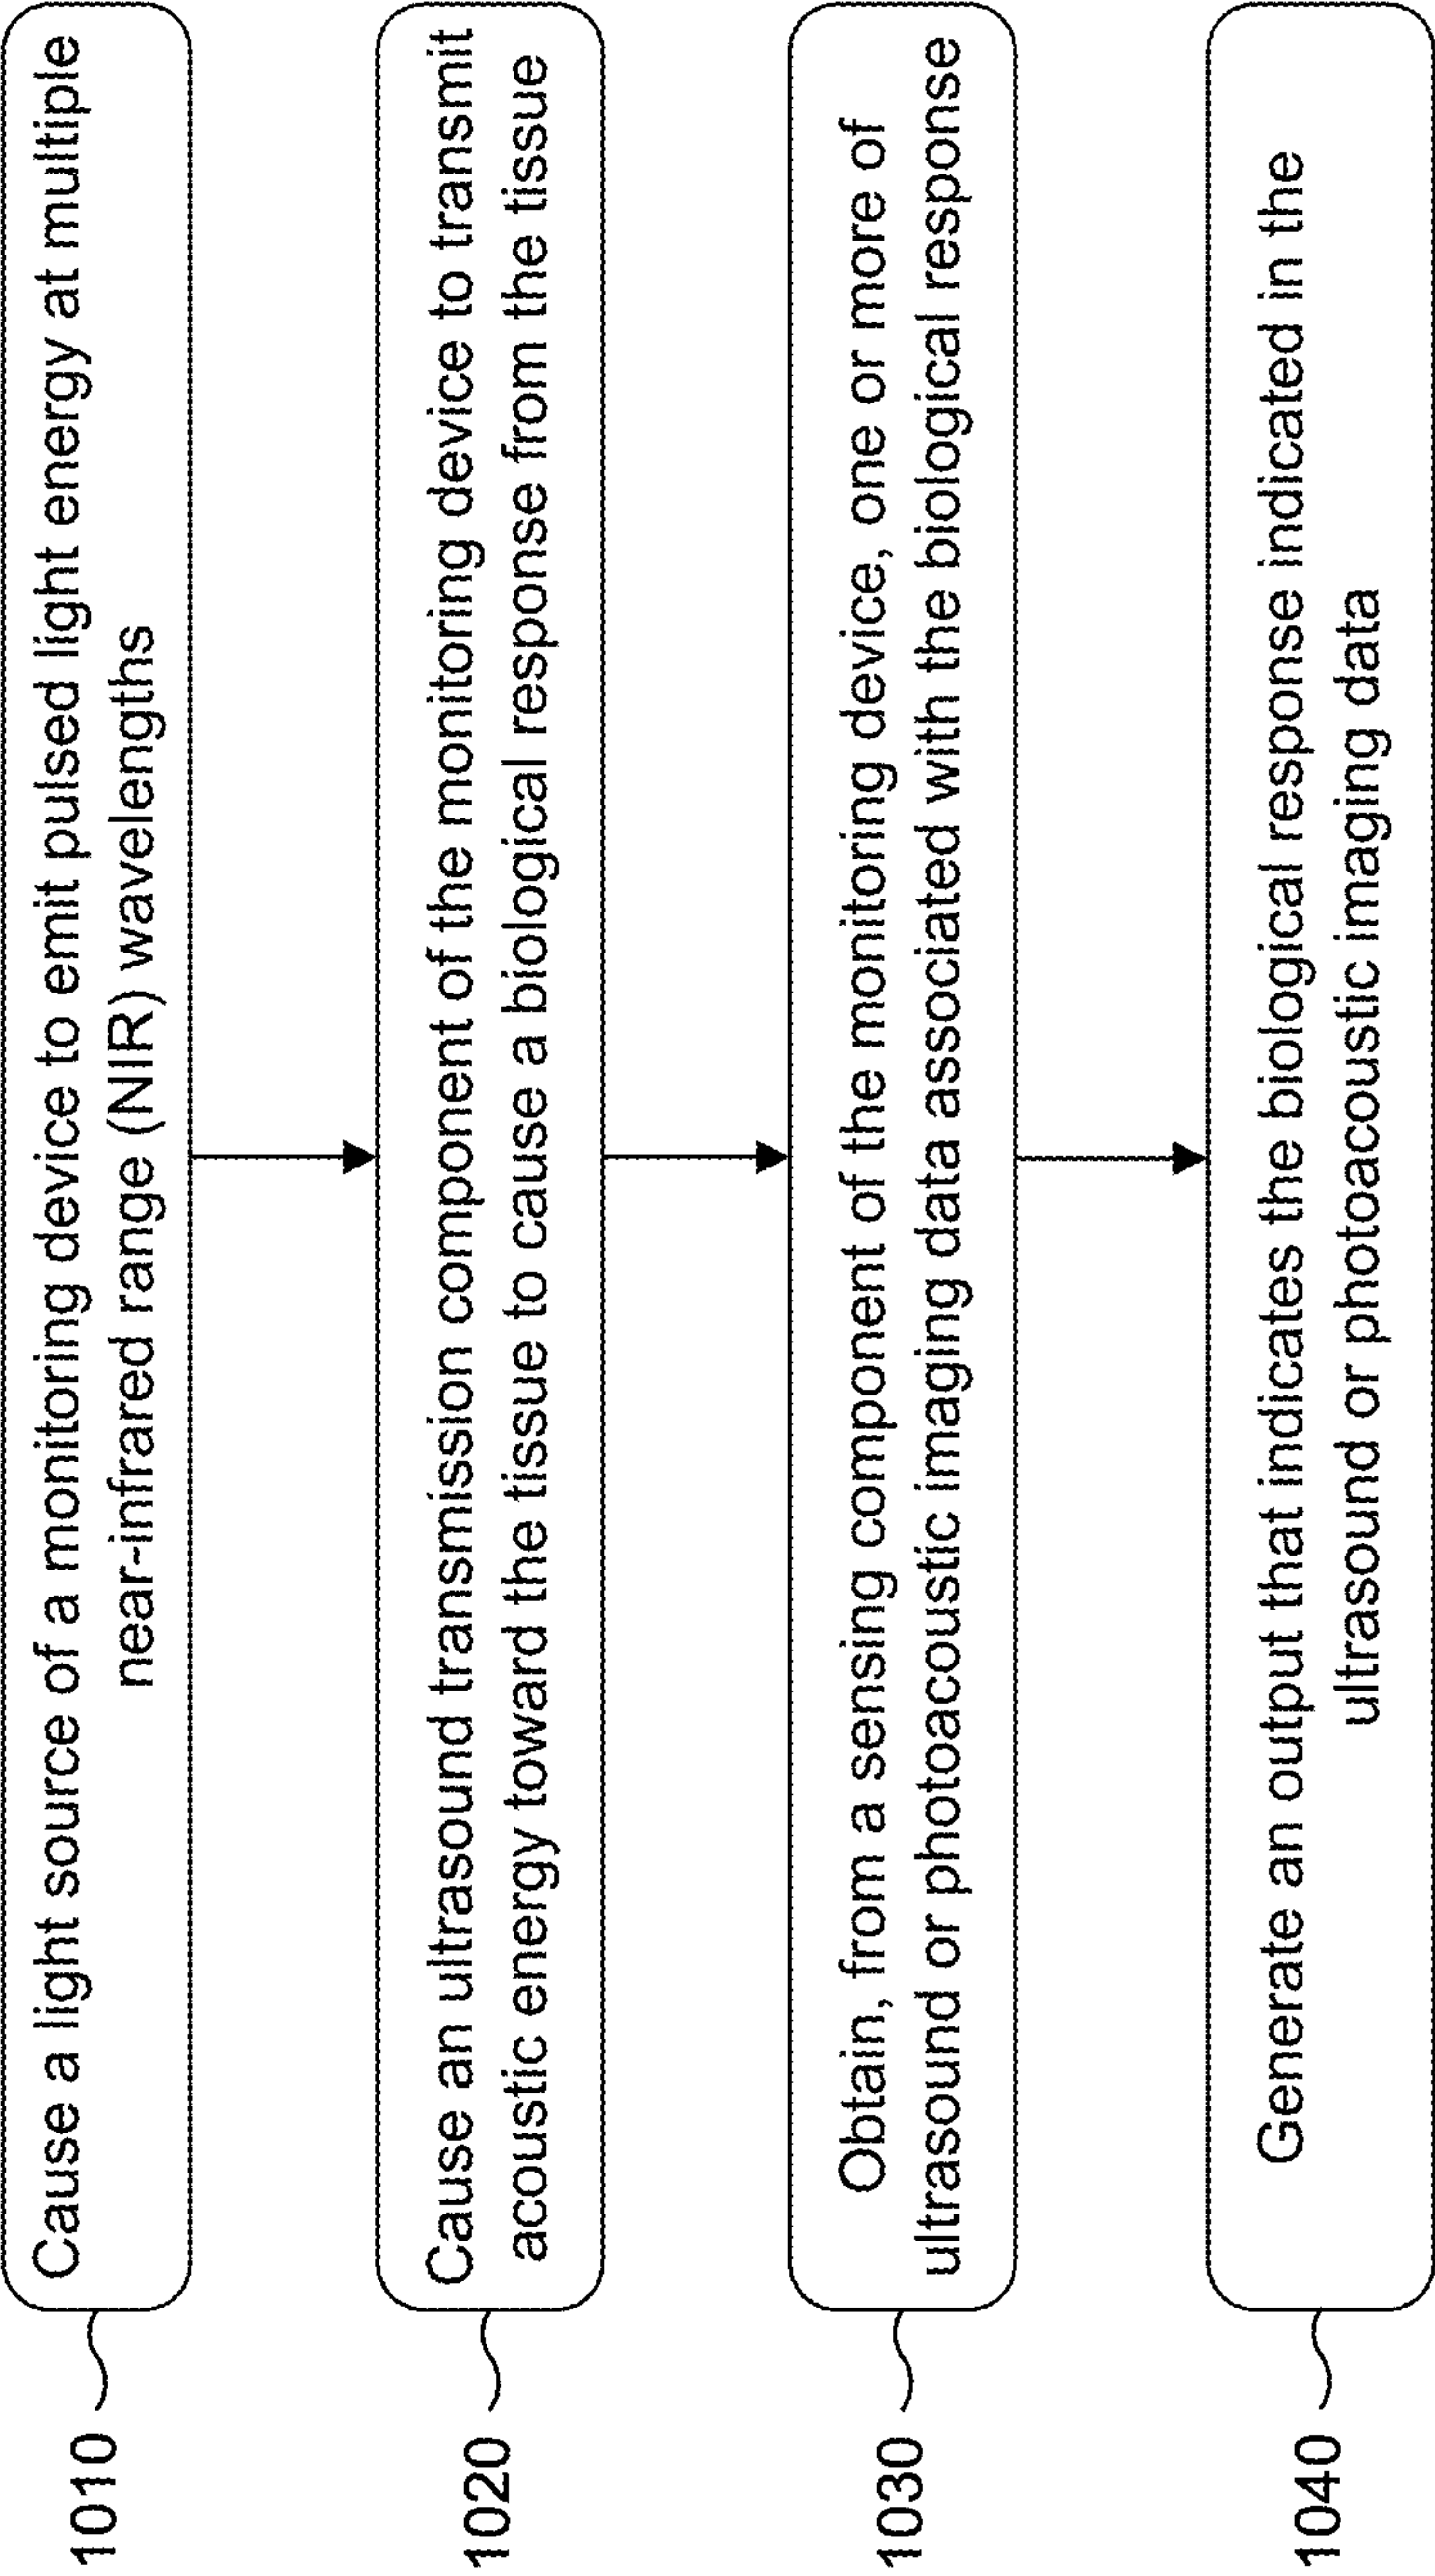 1010
Cause a light source of a monitoring device to emit pulsed light energy at multiple
near-infrared range (NIR) wavelengths
1020
Cause an ultrasound transmission component of the monitoring device to transmit
acoustic energy toward the tissue to cause a biological response from the tissue
1030
Obtain, from a sensing component of the monitoring device, one or more of
ultrasound or photoacoustic imaging data associated with the biological response
1040
Generate an output that indicates the biological response indicated in the
ultrasound or photoacoustic imaging data